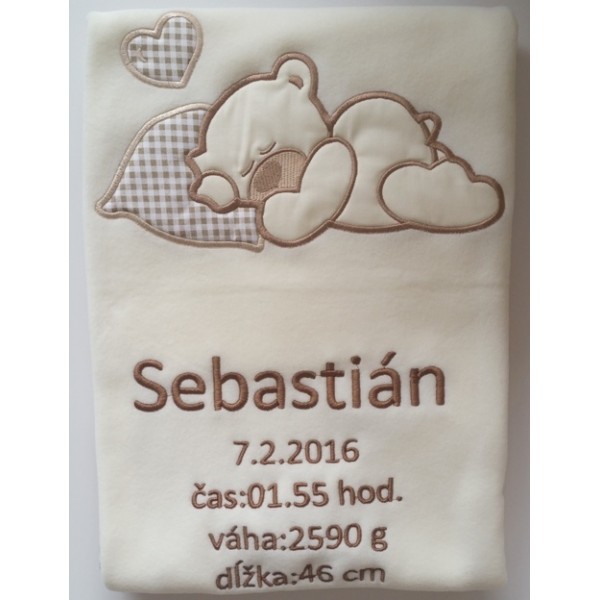 Sebastián
7.2.2016
čas:01.55 hod.
váha:2590 g
dĺžka:46 cm